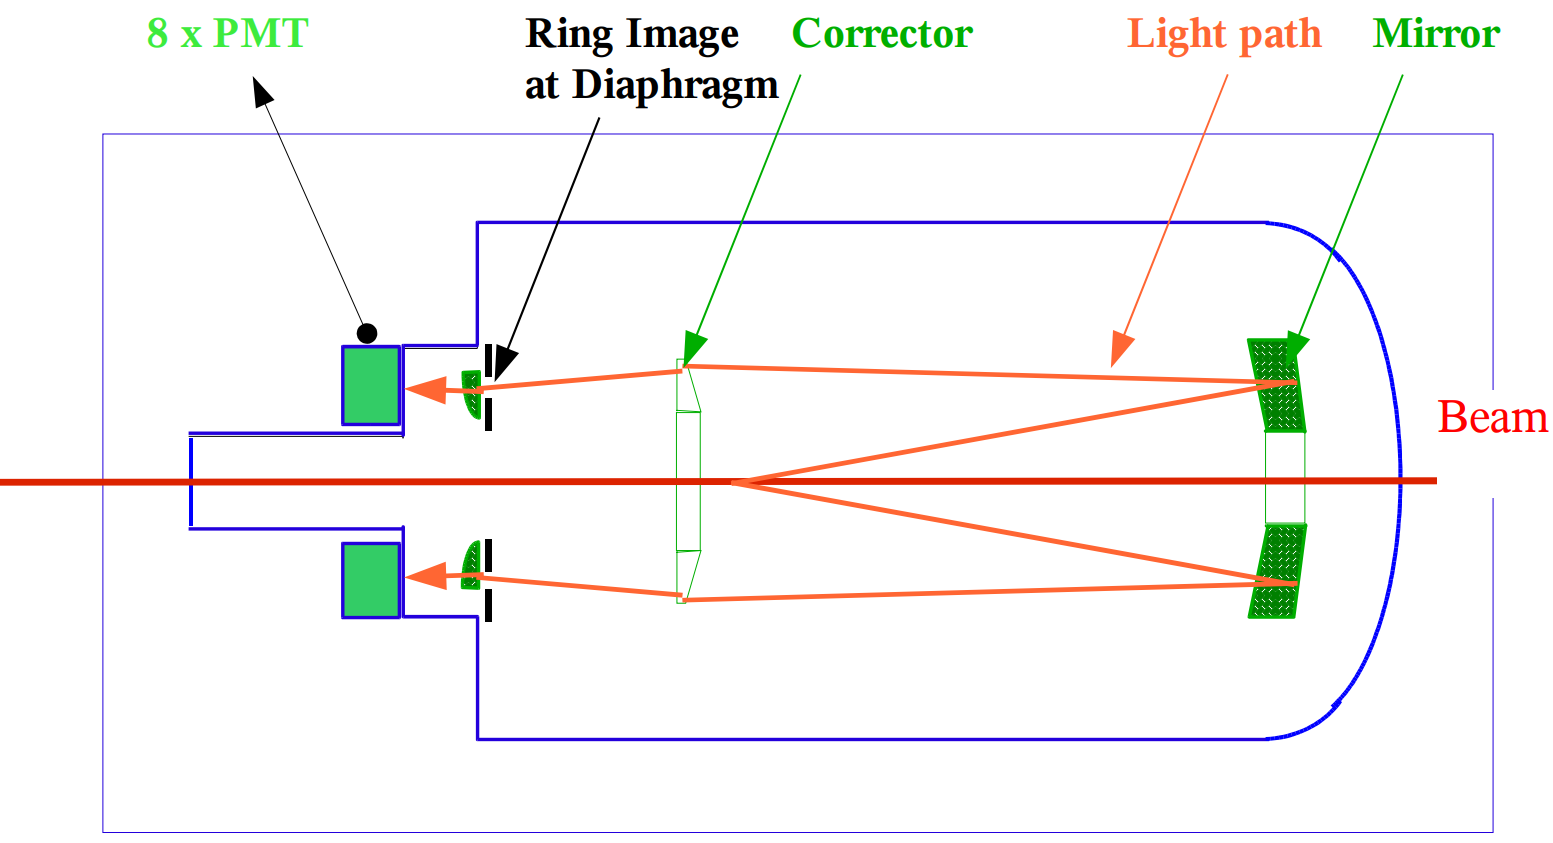 8 x PMT
Ring Image
at Diaphragm
Corrector
Light path
Mirror
Beam